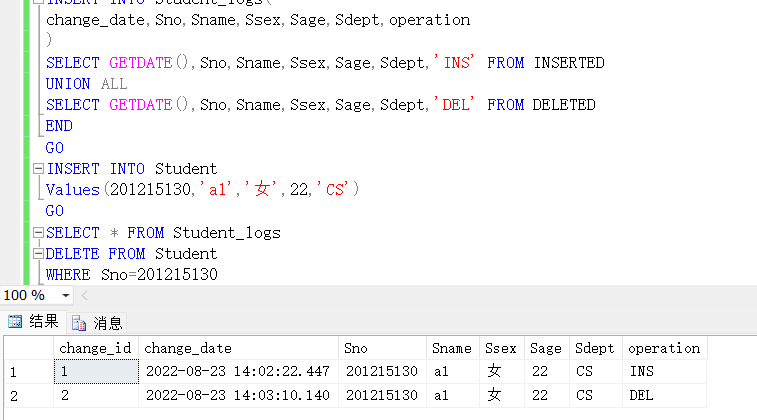 INSERT INTO Student_logs(
change_date,Sno,Sname,Ssex,Sage,Sdept,operation
)
SELECT GETDATE(),Sno,Sname,Ssex,Sage,Sdept,'INS' FROM INSERTED
UNION ALL
SELECT GETDATE(),Sno,Sname,Ssex,Sage,Sdept,'DEL' FROM DELETED
END
GO
INSERT INTO Student
Values(201215130,'a1','女',22,'CS')
GO
SELECT * FROM Student_logs
DELETE FROM Student
WHERE Sno=201215130
100 %
结果 消息
change_id change_date Sno Sname Ssex Sage Sdept operation
1 1 2022-08-23 14:02:22.447 201215130 a1 女 22 CS INS
2 2 2022-08-23 14:03:10.140 201215130 a1 女 22 CS DEL